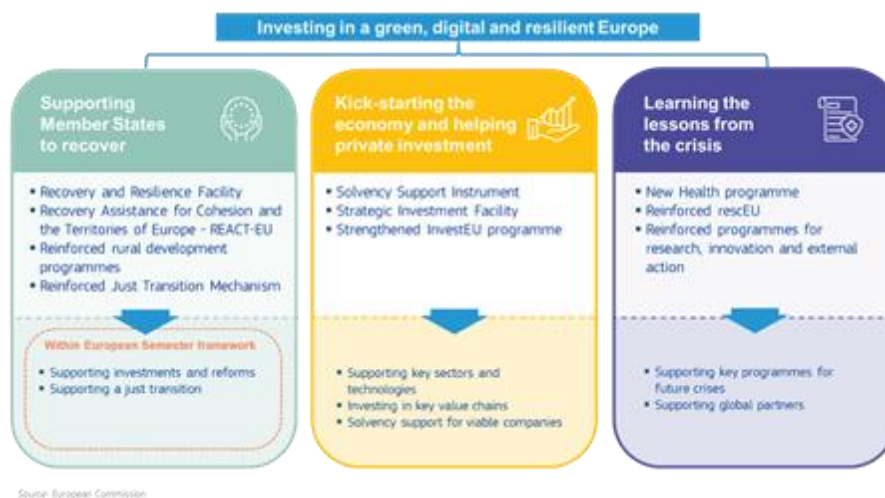 Investing in a green, digital and resilient Europe
Supporting
Member States
to recover
▪ Recovery and Resilience Facility
▪ Recovery Assistance for Cohesion and
the Territories of Europe - REACT-EU
▪ Reinforced rural development
programmes
▪ Reinforced Just Transition Mechanism
Within European Semester framework
▪ Supporting investments and reforms
▪ Supporting a just transition
Kick-starting the
economy and helping
private investment
▪ Solvency Support Instrument
▪ Strategic Investment Facility
▪ Strengthened InvestEU programme
▪ Supporting key sectors and
technologies
▪ Investing in key value chains
▪ Solvency support for viable companies
Learning the
lessons from
the crisis
▪ New Health programme
▪ Reinforced rescEU
▪ Reinforced programmes for
research, innovation and external
action
▪ Supporting key programmes for
future crises
▪ Supporting global partners
Source: European Commission